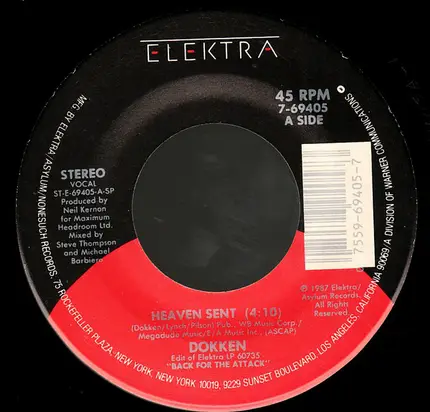 ELEKTRA
45 RPM
7-69405
A SIDE
STEREO
VOCAL
ST-E-69405-A-SP
Produced by
Neil Kernan
for Maximum
Headroom Ltd.
Mixed by
Steve Thompson
and Michael
Barbiero
7559-69405-7
℗ 1987 Elektra/
Asylum Records.
All Rights
Reserved.
HEAVEN SENT (4:10)
(Dokken/Lynch/Pilson) Pub., WB Music Corp./
Megadude Music/E/A Music Inc., (ASCAP)
DOKKEN
Edit of Elektra LP 60735
"BACK FOR THE ATTACK"
MFG. BY ELEKTRA/ASYLUM/NONESUCH RECORDS, 75 ROCKEFELLER PLAZA, NEW YORK, NEW YORK 10019, 9229 SUNSET BOULEVARD, LOS ANGELES, CALIFORNIA 90069/A DIVISION OF WARNER COMMUNICATIONS